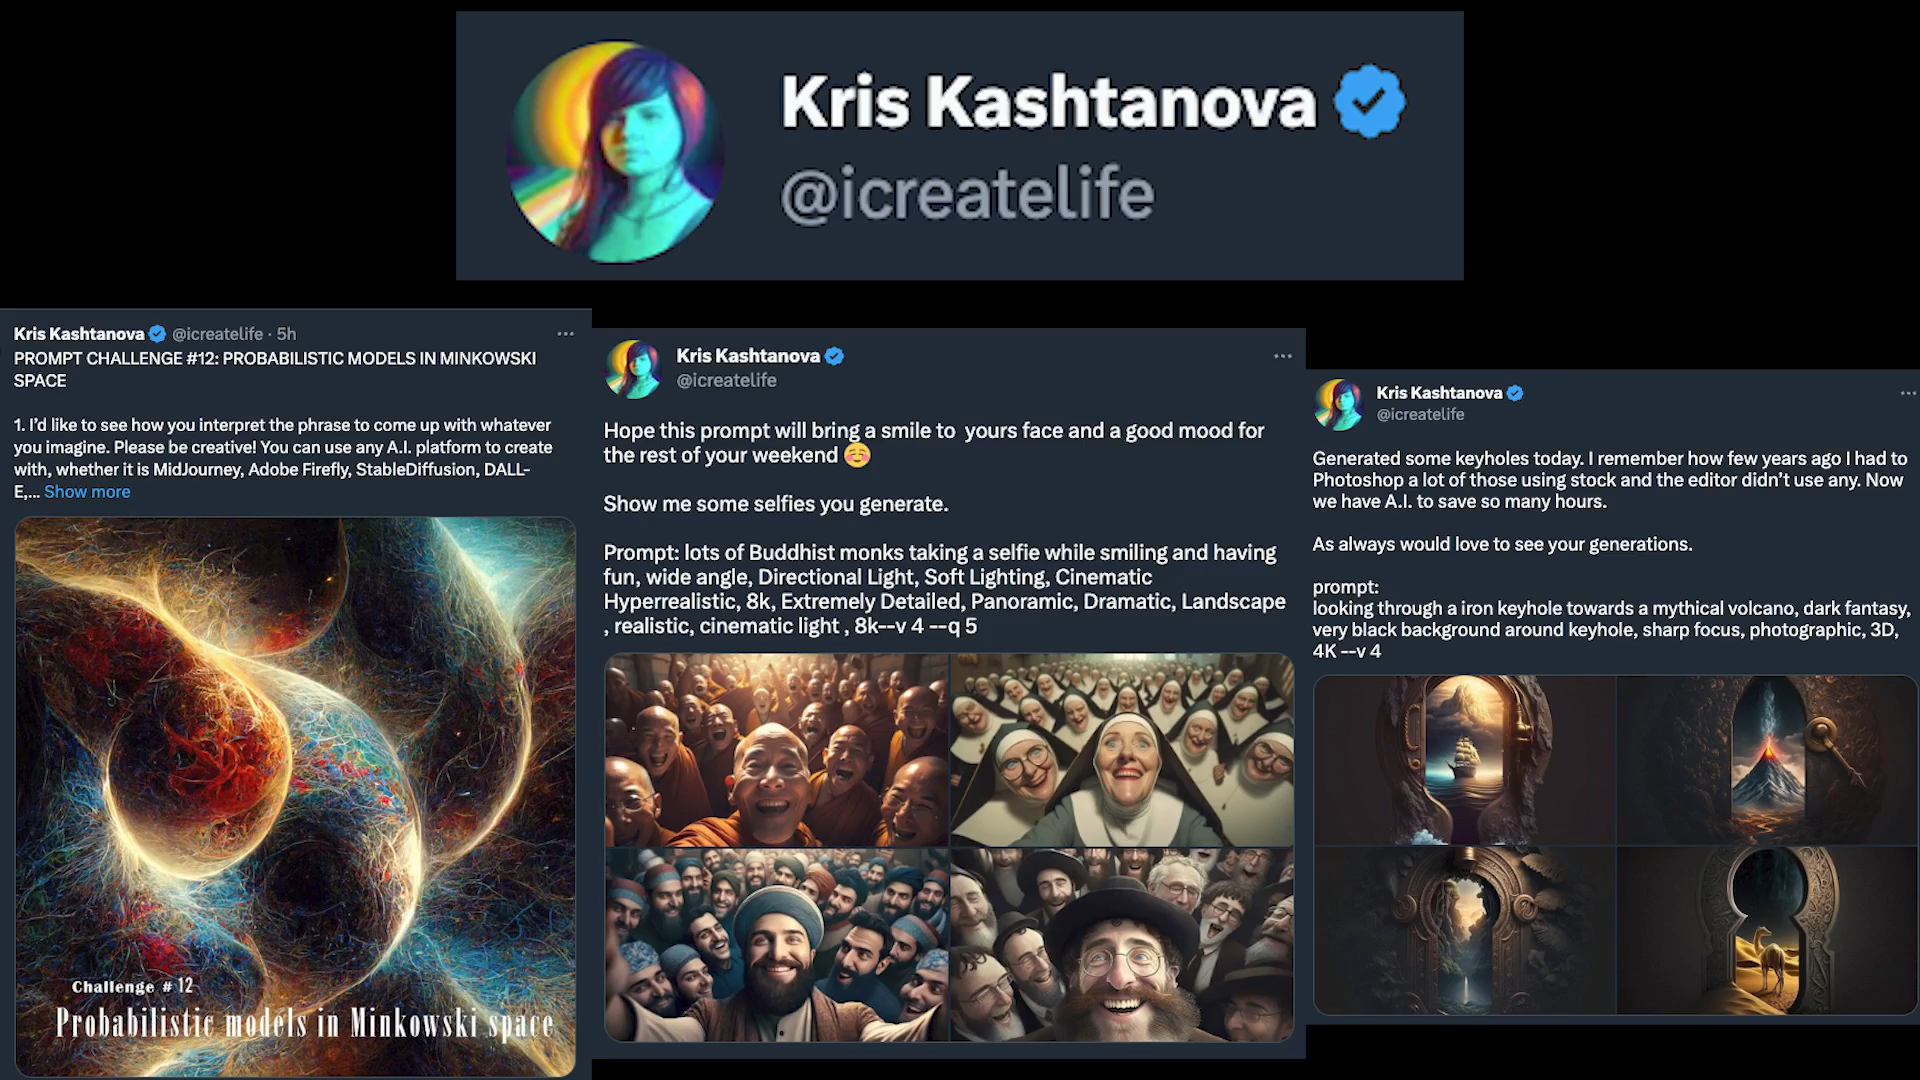 Kris Kashtanova
@icreatelife
Kris Kashtanova @icreatelife · 5h
PROMPT CHALLENGE #12: PROBABILISTIC MODELS IN MINKOWSKI
SPACE
1. I’d like to see how you interpret the phrase to come up with whatever
you imagine. Please be creative! You can use any A.I. platform to create
with, whether it is MidJourney, Adobe Firefly, StableDiffusion, DALL-
E,... Show more
Challenge # 12
Probabilistic models in Minkowski space
Kris Kashtanova
@icreatelife
Hope this prompt will bring a smile to  yours face and a good mood for
the rest of your weekend ☺️
Show me some selfies you generate.
Prompt: lots of Buddhist monks taking a selfie while smiling and having
fun, wide angle, Directional Light, Soft Lighting, Cinematic
Hyperrealistic, 8k, Extremely Detailed, Panoramic, Dramatic, Landscape
, realistic, cinematic light , 8k--v 4 --q 5
Kris Kashtanova
@icreatelife
Generated some keyholes today. I remember how few years ago I had to
Photoshop a lot of those using stock and the editor didn’t use any. Now
we have A.I. to save so many hours.
As always would love to see your generations.
prompt:
looking through a iron keyhole towards a mythical volcano, dark fantasy,
very black background around keyhole, sharp focus, photographic, 3D,
4K --v 4